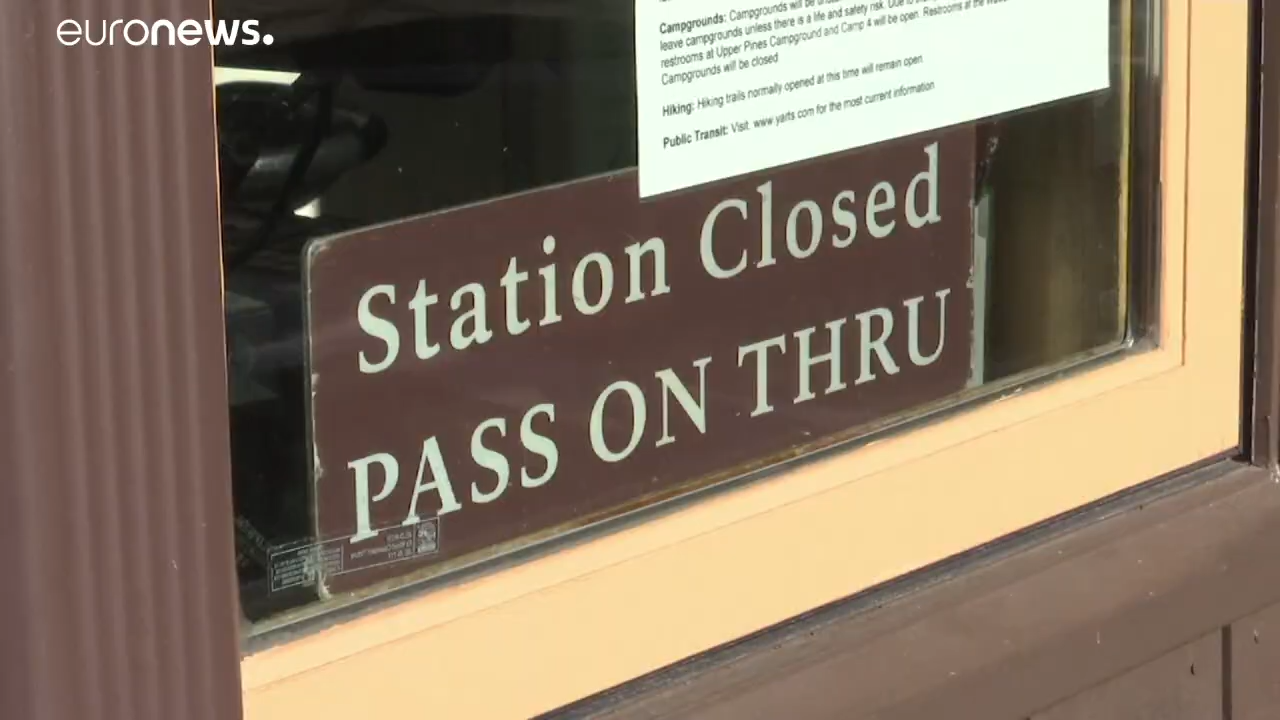 euronews.
Campgrounds: Campgrounds will be
leave campgrounds unless there is a life and safety risk. Due to
restrooms at Upper Pines Campground and Camp 4 will be open. Restrooms at the
Campgrounds will be closed
Hiking: Hiking trails normally opened at this time will remain open
Public Transit: Visit: www.yarts.com for the most current information
Station Closed
PASS ON THRU